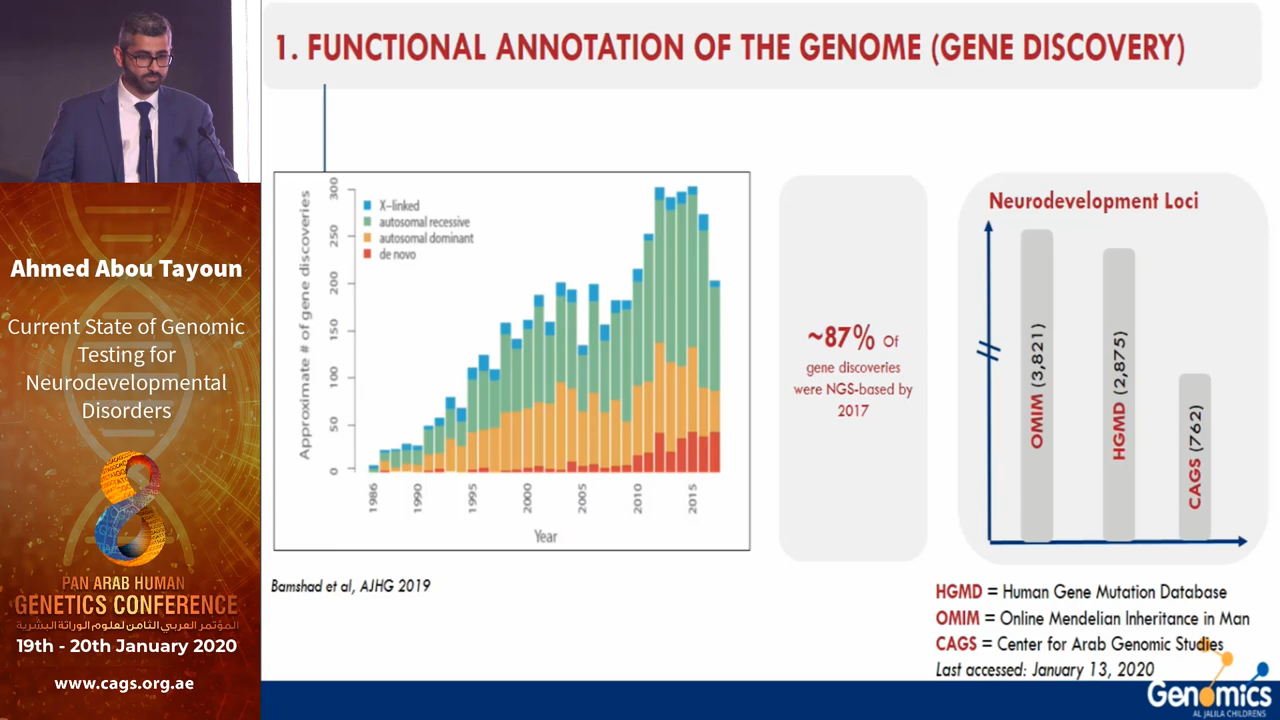 1. FUNCTIONAL ANNOTATION OF THE GENOME (GENE DISCOVERY)
Ahmed Abou Tayoun
Current State of Genomic
Testing for
Neurodevelopmental
Disorders
8
PAN ARAB HUMAN
GENETICS CONFERENCE
المؤتمر العربي الثامن لعلوم الوراثة البشرية
19th - 20th January 2020
www.cags.org.ae
Approximate # of gene discoveries
300
250
200
150
100
50
0
X-linked
autosomal recessive
autosomal dominant
de novo
1986
1990
1995
2000
2005
2010
2015
Year
Bamshad et al, AJHG 2019
~87% Of
gene discoveries
were NGS-based by
2017
Neurodevelopment Loci
OMIM (3,821)
HGMD (2,875)
CAGS (762)
HGMD = Human Gene Mutation Database
OMIM = Online Mendelian Inheritance in Man
CAGS = Center for Arab Genomic Studies
Last accessed: January 13, 2020
Genomics
AL JALILA CHILDRENS